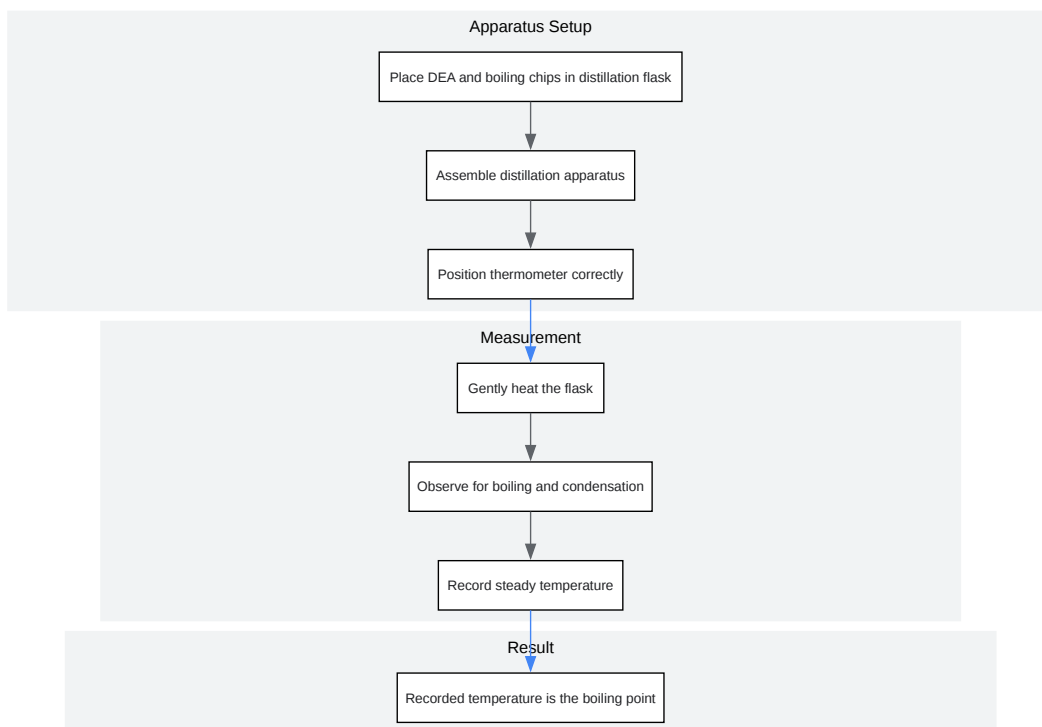 Apparatus Setup
Place DEA and boiling chips in distillation flask
Assemble distillation apparatus
Position thermometer correctly
Measurement
Gently heat the flask
Observe for boiling and condensation
Record steady temperature
Result
Recorded temperature is the boiling point